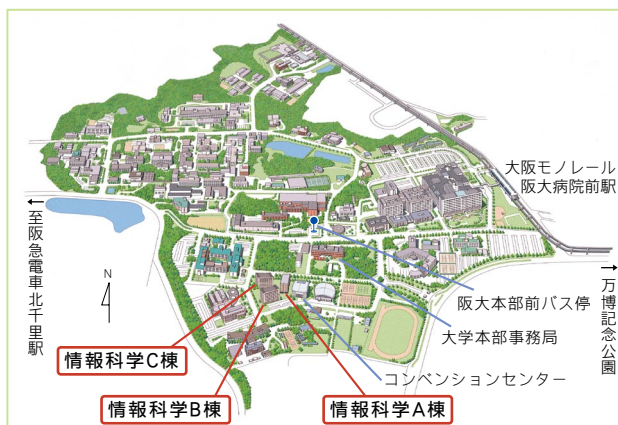 大阪モノレール
阪大病院前駅
←至阪急電車北千里駅
→万博記念公園
N
阪大本部前バス停
大学本部事務局
コンベンションセンター
情報科学C棟
情報科学B棟
情報科学A棟